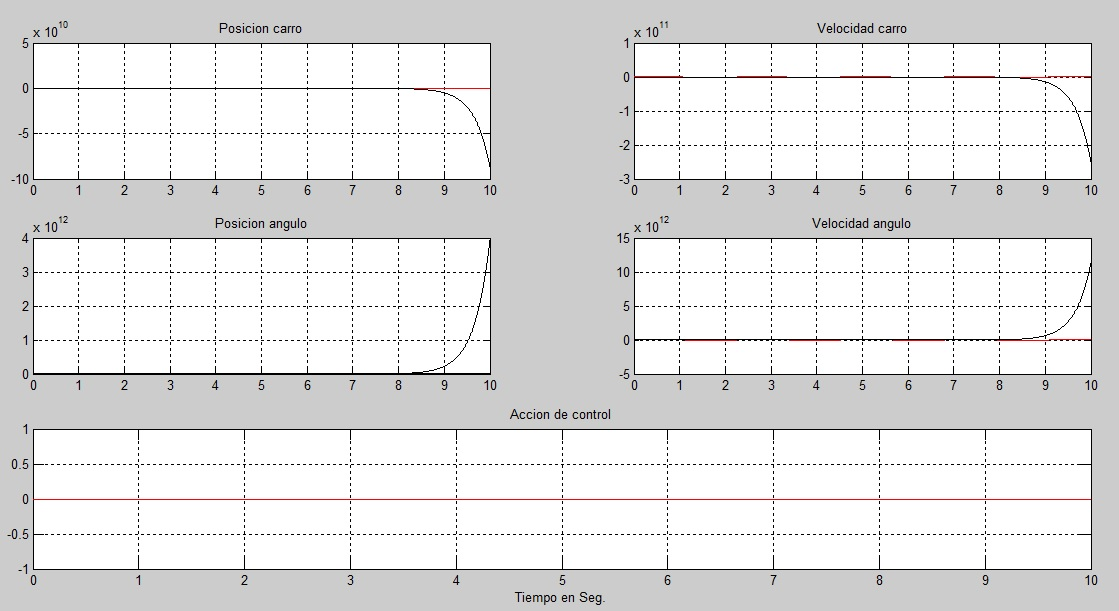 Posicion carro
x 10^10
5
0
-5
-10
0 1 2 3 4 5 6 7 8 9 10
Velocidad carro
x 10^11
1
0
-1
-2
-3
0 1 2 3 4 5 6 7 8 9 10
Posicion angulo
x 10^12
4
3
2
1
0
0 1 2 3 4 5 6 7 8 9 10
Velocidad angulo
x 10^12
15
10
5
0
-5
0 1 2 3 4 5 6 7 8 9 10
Accion de control
1
0.5
0
-0.5
-1
0 1 2 3 4 5 6 7 8 9 10
Tiempo en Seg.